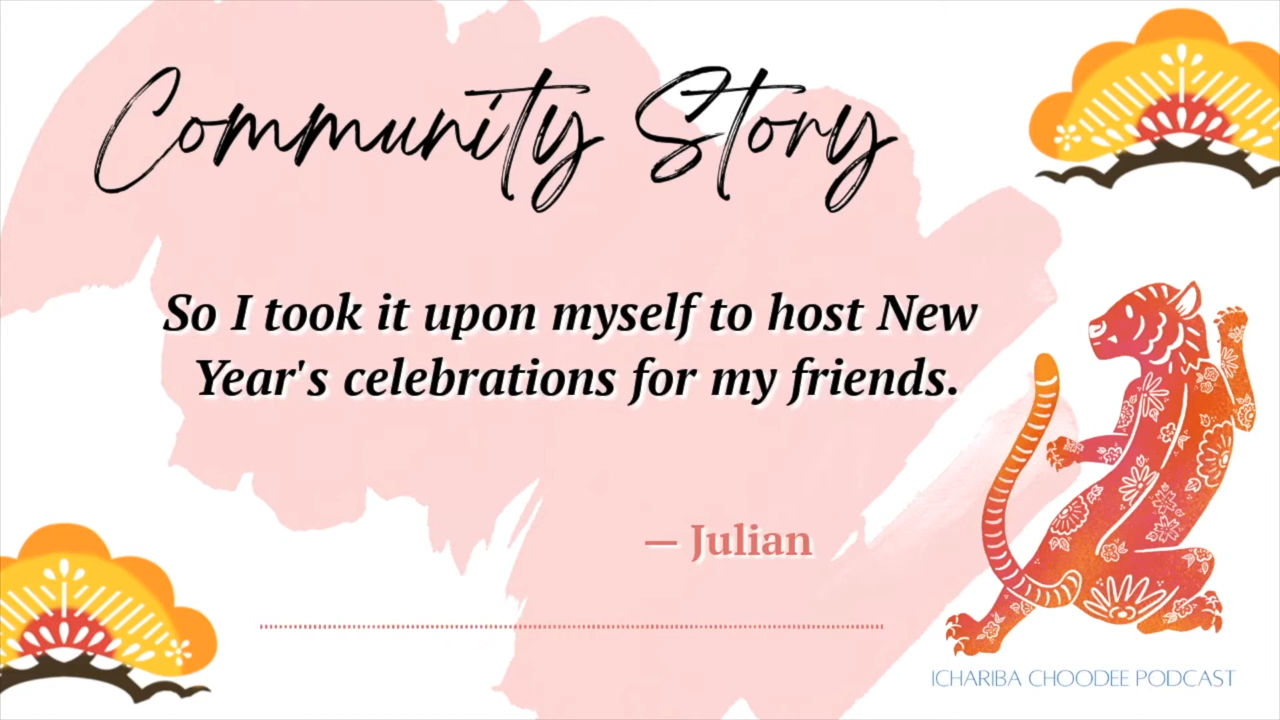 Community Story
So I took it upon myself to host New
Year's celebrations for my friends.
— Julian
ICHARIBA CHOODEE PODCAST